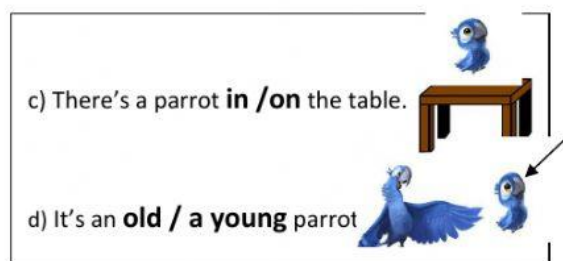 c) There's a parrot in /on the table.
d) It's an old / a young parrot